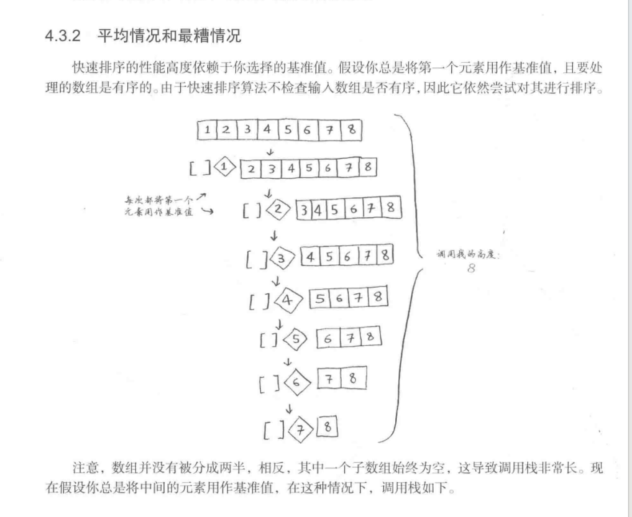 4.3.2 平均情况和最糟情况
快速排序的性能高度依赖于你选择的基准值。假设你总是将第一个元素用作基准值，且要处
理的数组是有序的。由于快速排序算法不检查输入数组是否有序，因此它依然尝试对其进行排序。
1 2 3 4 5 6 7 8
[ ] 1 2 3 4 5 6 7 8
每次都将第一个
元素用作基准值
[ ] 2 3 4 5 6 7 8
[ ] 3 4 5 6 7 8
调用栈的高度：
8
[ ] 4 5 6 7 8
[ ] 5 6 7 8
[ ] 6 7 8
[ ] 7 8
注意，数组并没有被分成两半，相反，其中一个子数组始终为空，这导致调用栈非常长。现
在假设你总是将中间的元素用作基准值，在这种情况下，调用栈如下。